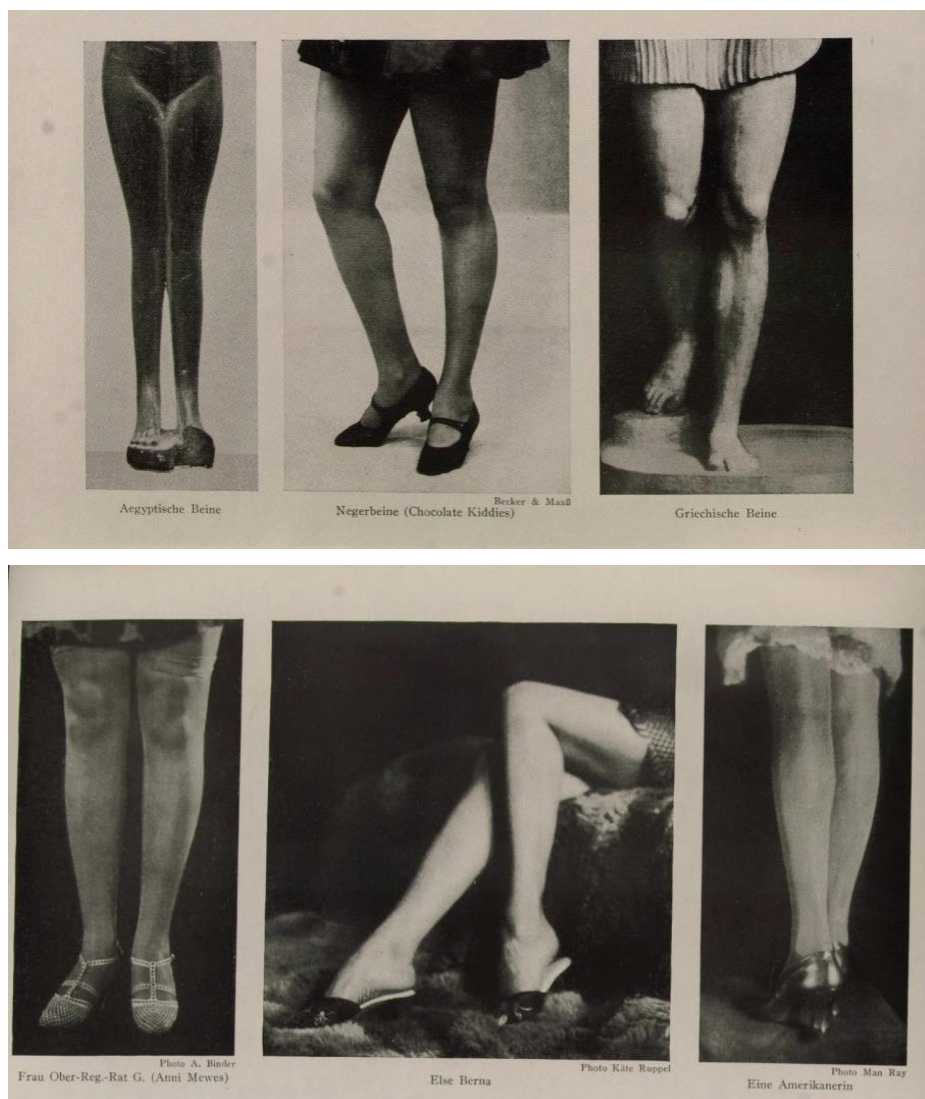 Aegyptische Beine
Becker & Maaß
Negerbeine (Chocolate Kiddies)
Griechische Beine
Photo A. Binder
Frau Ober-Reg.-Rat G. (Anni Mewes)
Photo Käte Ruppel
Else Berna
Photo Man Ray
Eine Amerikanerin